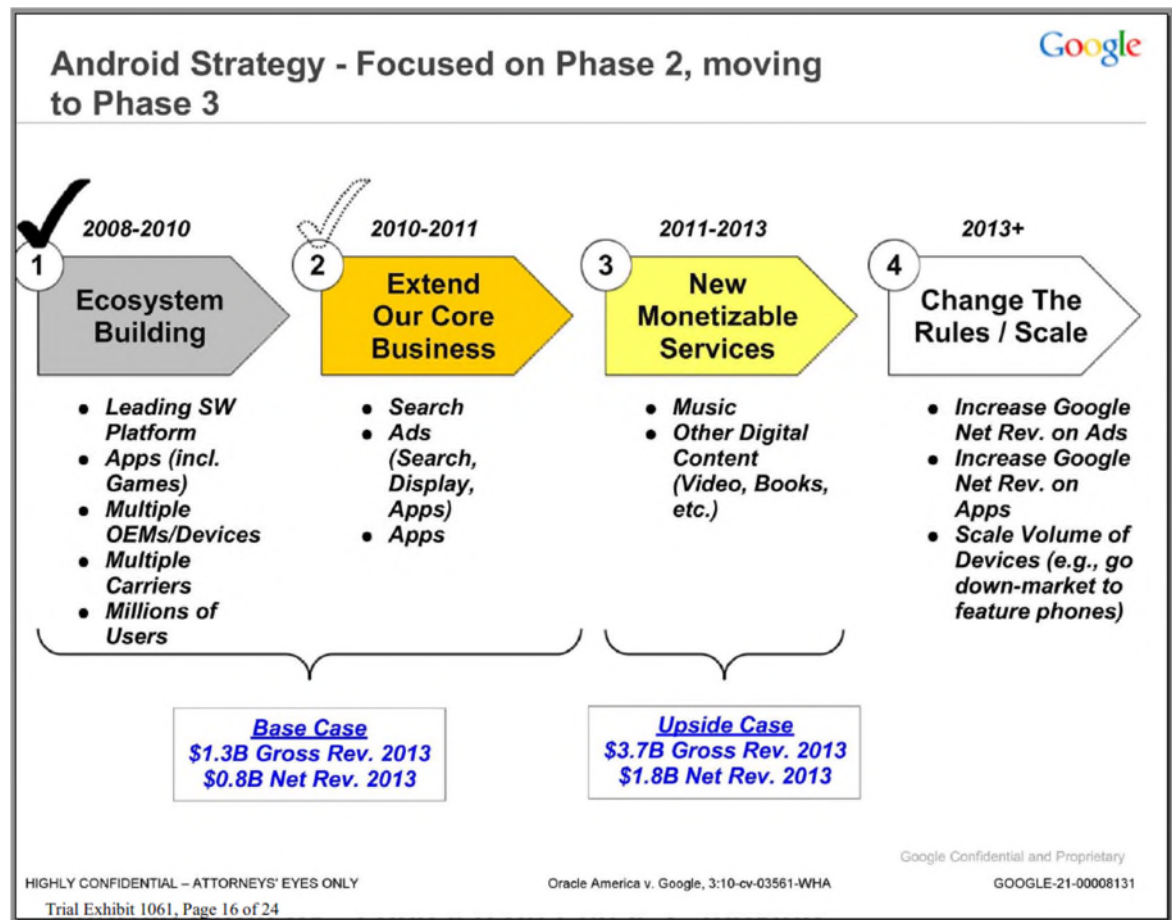 Google
Android Strategy - Focused on Phase 2, moving
to Phase 3
2008-2010
1
Ecosystem
Building
● Leading SW
Platform
● Apps (incl.
Games)
● Multiple
OEMs/Devices
● Multiple
Carriers
● Millions of
Users
2010-2011
2
Extend
Our Core
Business
● Search
● Ads
(Search,
Display,
Apps)
● Apps
2011-2013
3
New
Monetizable
Services
● Music
● Other Digital
Content
(Video, Books,
etc.)
2013+
4
Change The
Rules / Scale
● Increase Google
Net Rev. on Ads
● Increase Google
Net Rev. on
Apps
● Scale Volume of
Devices (e.g., go
down-market to
feature phones)
Base Case
$1.3B Gross Rev. 2013
$0.8B Net Rev. 2013
Upside Case
$3.7B Gross Rev. 2013
$1.8B Net Rev. 2013
Google Confidential and Proprietary
HIGHLY CONFIDENTIAL – ATTORNEYS' EYES ONLY
Oracle America v. Google, 3:10-cv-03561-WHA
GOOGLE-21-00008131
Trial Exhibit 1061, Page 16 of 24